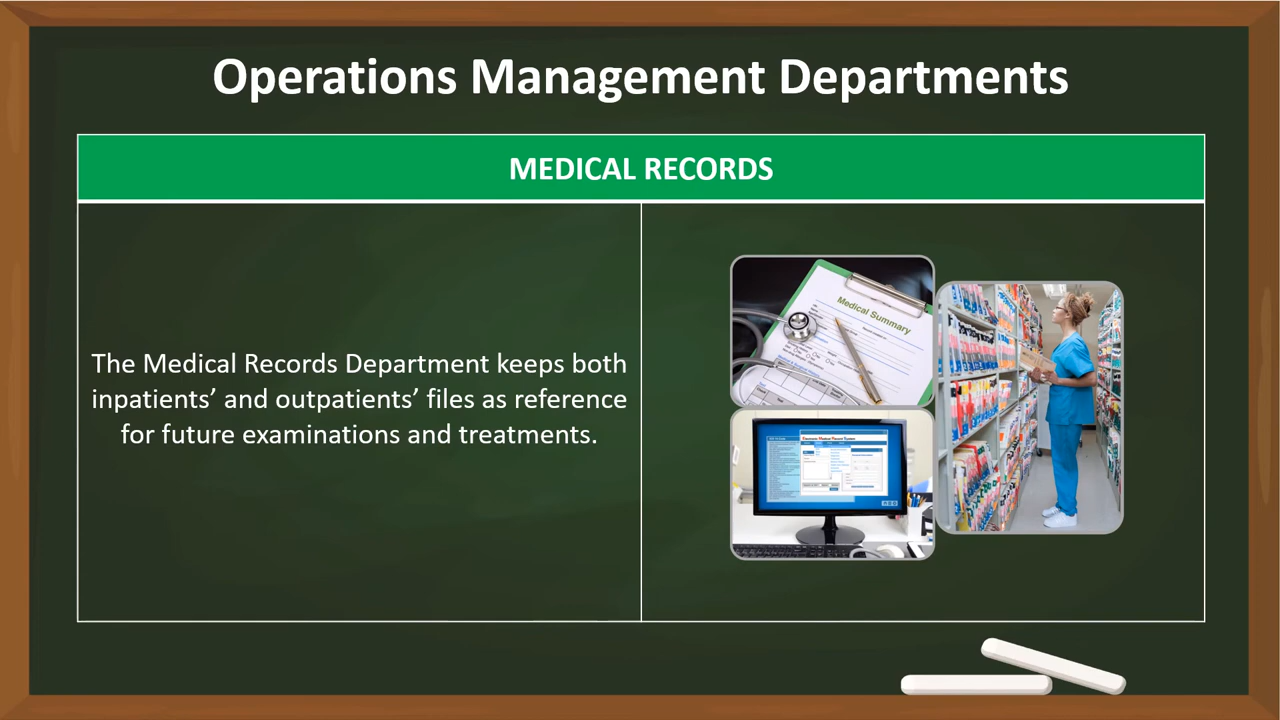 Operations Management Departments
MEDICAL RECORDS
The Medical Records Department keeps both
inpatients’ and outpatients’ files as reference
for future examinations and treatments.
Medical Summary